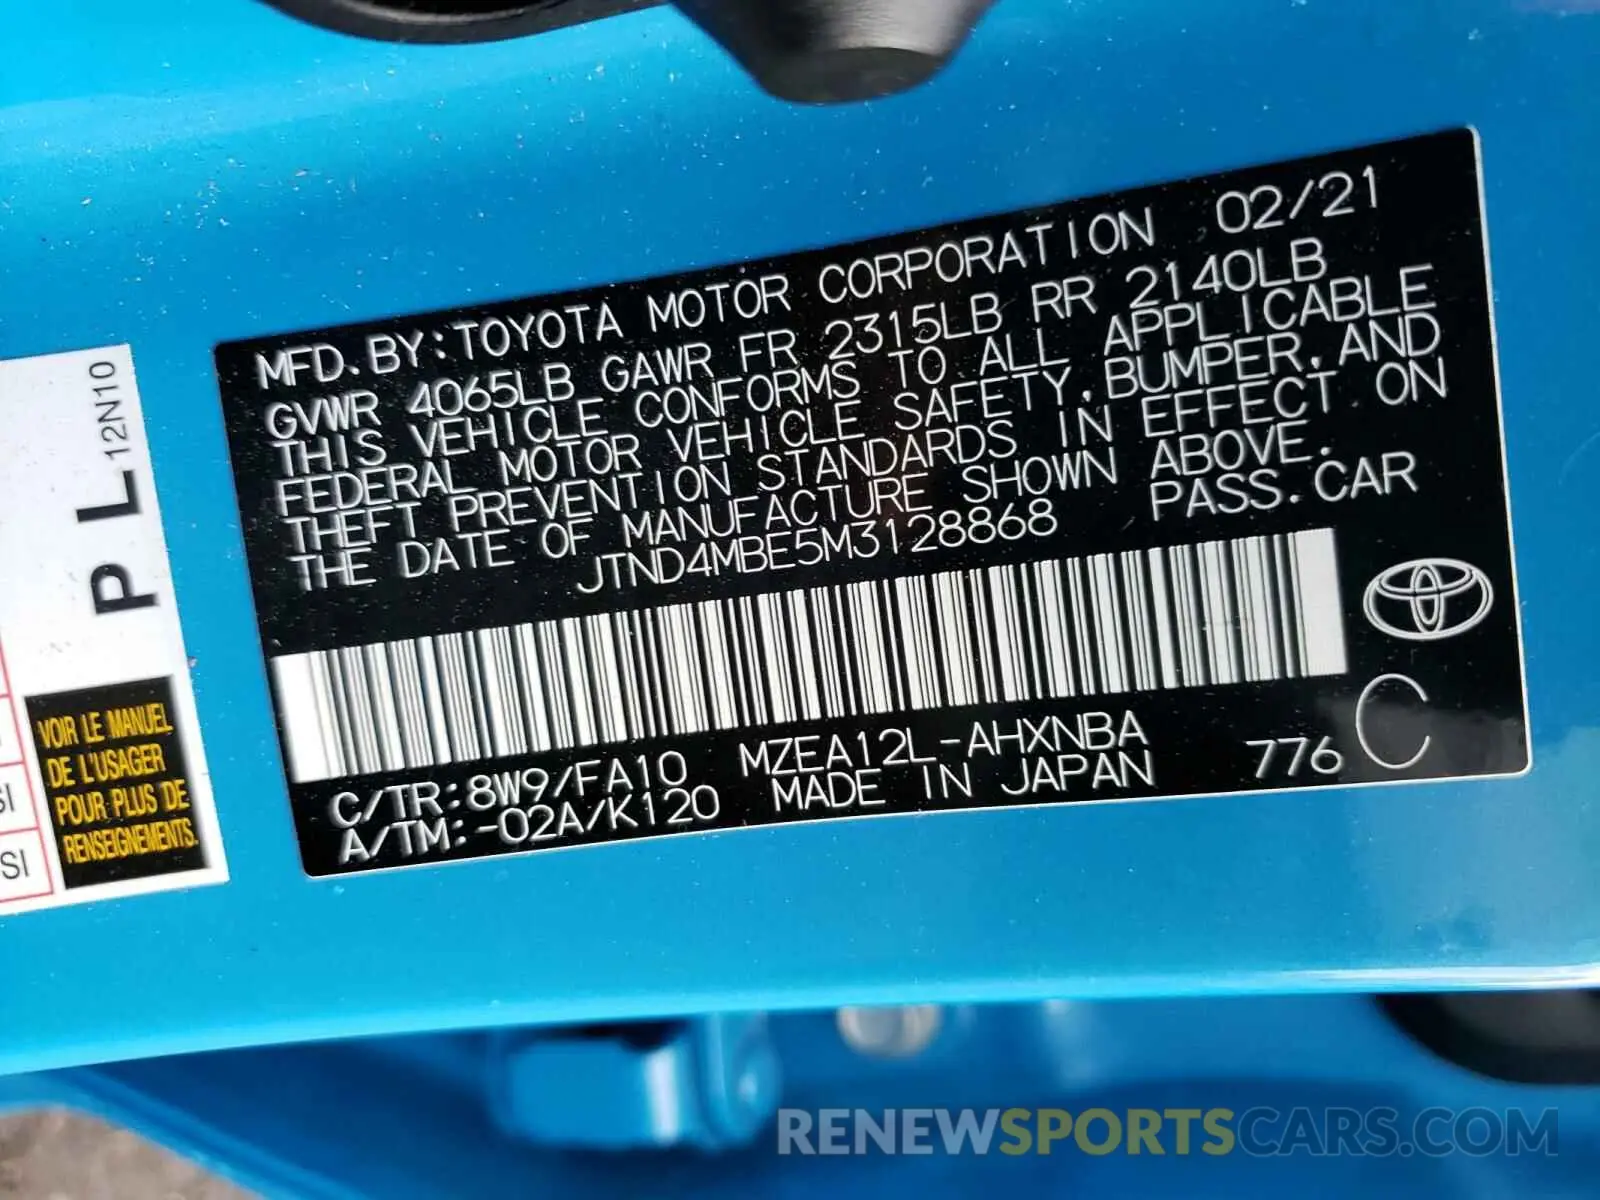 MFD. BY: TOYOTA MOTOR CORPORATION 02/21
GVWR 4065LB GAWR FR 2315LB RR 2140LB
THIS VEHICLE CONFORMS TO ALL APPLICABLE
FEDERAL MOTOR VEHICLE SAFETY, BUMPER, AND
THEFT PREVENTION STANDARDS IN EFFECT ON
THE DATE OF MANUFACTURE SHOWN ABOVE.
JTND4MBE5M3128868 PASS. CAR
C/TR: 8W9/FA10 MZEA12L-AHXNBA
A/TM: -02A/K120 MADE IN JAPAN 776 C
P L 12N10
VOIR LE MANUEL
DE L'USAGER
POUR PLUS DE
RENSEIGNEMENTS.
SI
SI
RENEWSPORTSCARS.COM